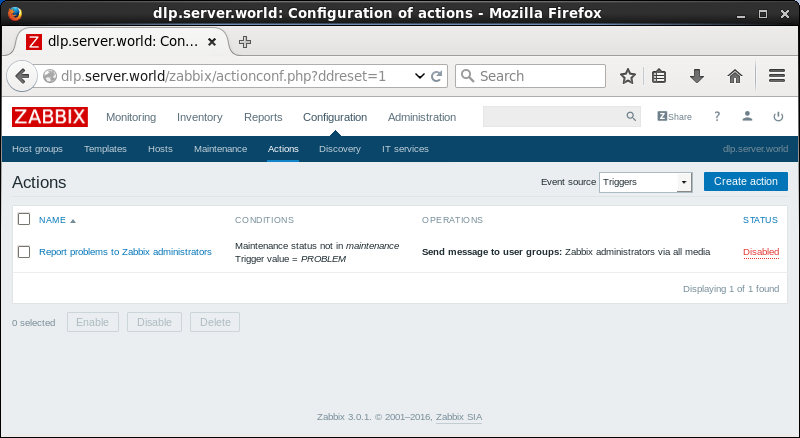 dlp.server.world: Configuration of actions - Mozilla Firefox
dlp.server.world: Con...
dlp.server.world/zabbix/actionconf.php?ddreset=1
Search
ZABBIX Monitoring Inventory Reports Configuration Administration Z Share ?
Host groups Templates Hosts Maintenance Actions Discovery IT services dlp.server.world
Actions Event source Triggers Create action
NAME CONDITIONS OPERATIONS STATUS
Report problems to Zabbix administrators
Maintenance status not in maintenance
Trigger value = PROBLEM
Send message to user groups: Zabbix administrators via all media
Disabled
Displaying 1 of 1 found
0 selected Enable Disable Delete
Zabbix 3.0.1. © 2001–2016, Zabbix SIA